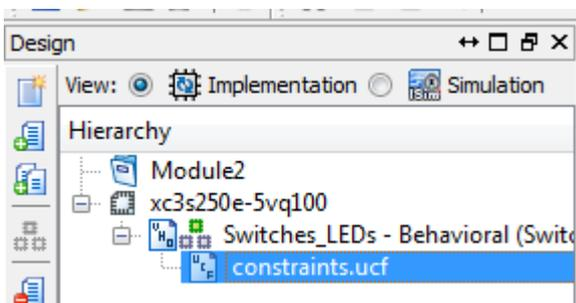 Design
View: Implementation Simulation
Hierarchy
Module2
xc3s250e-5vq100
Switches_LEDs - Behavioral (Switc
constraints.ucf